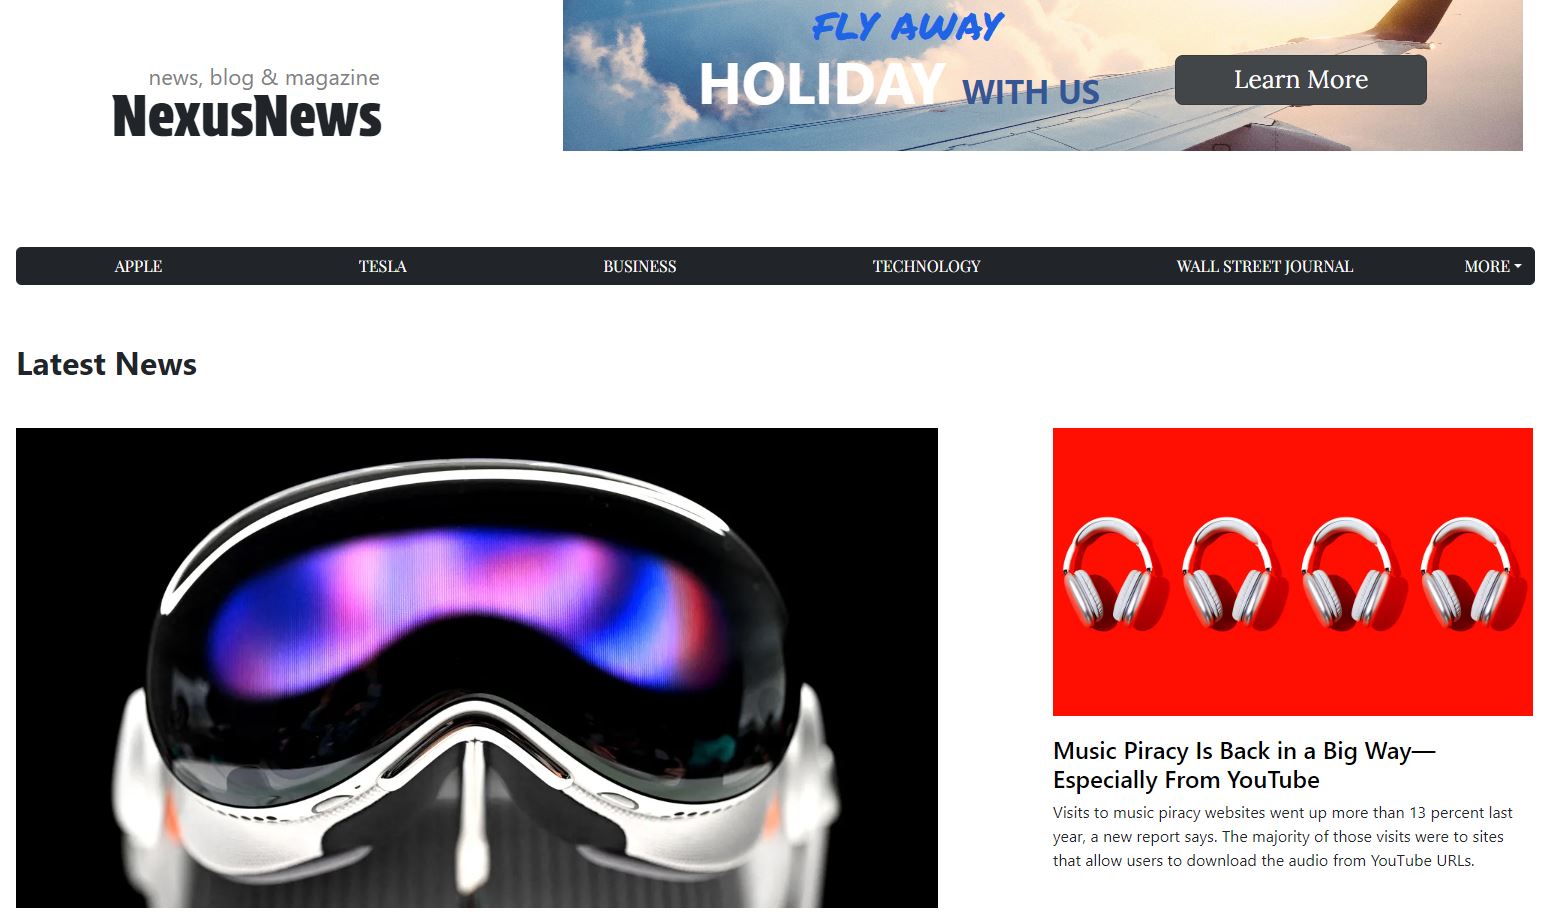 news, blog & magazine
NexusNews
FLY AWAY
HOLIDAY WITH US
Learn More
APPLE TESLA BUSINESS TECHNOLOGY WALL STREET JOURNAL MORE
Latest News
Music Piracy Is Back in a Big Way—
Especially From YouTube
Visits to music piracy websites went up more than 13 percent last
year, a new report says. The majority of those visits were to sites
that allow users to download the audio from YouTube URLs.